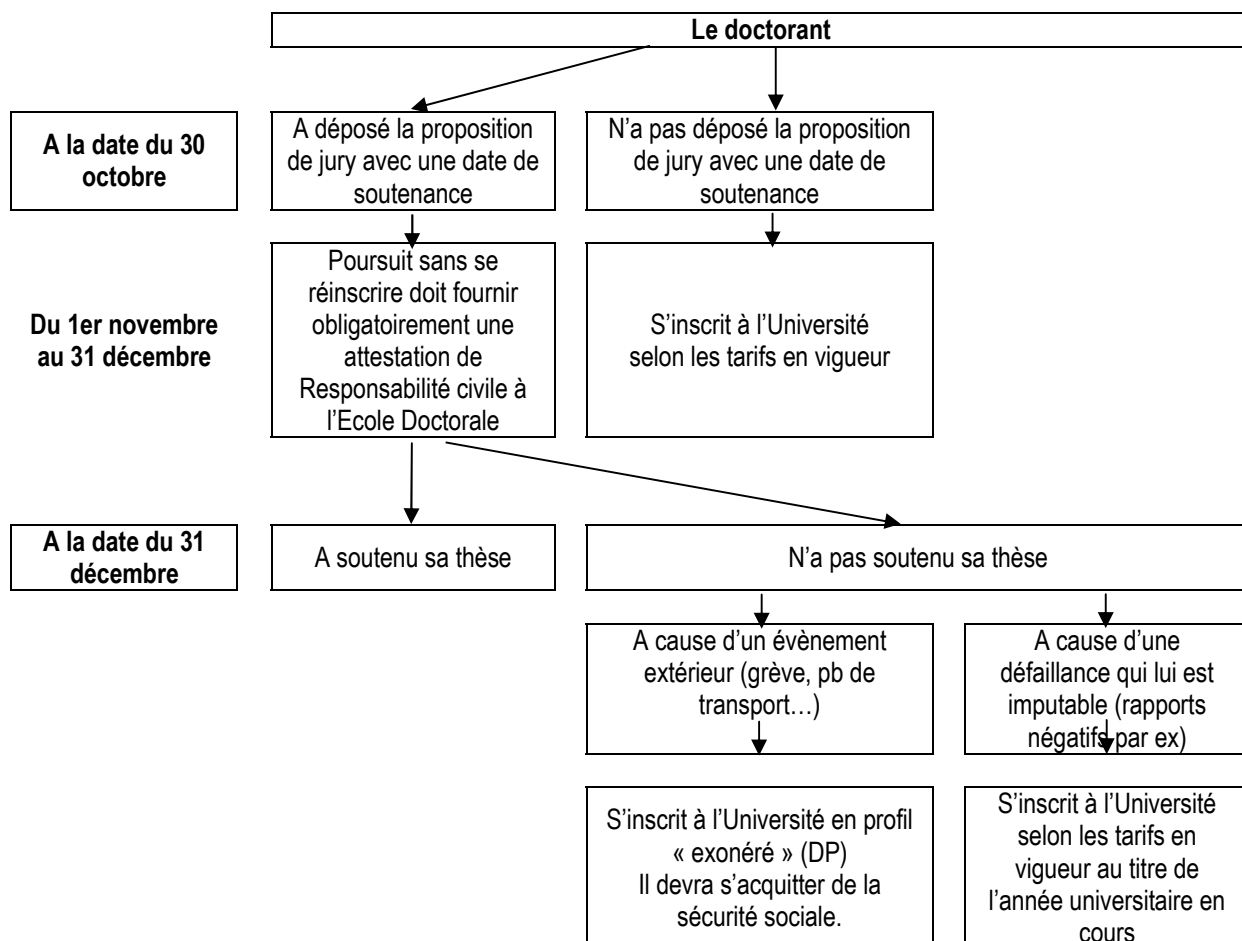 Le doctorant
A la date du 30
octobre
A déposé la proposition
de jury avec une date de
soutenance
N'a pas déposé la proposition
de jury avec une date de
soutenance
Du 1er novembre
au 31 décembre
Poursuit sans se
réinscrire doit fournir
obligatoirement une
attestation de
Responsabilité civile à
l'Ecole Doctorale
S'inscrit à l'Université
selon les tarifs en vigueur
A la date du 31
décembre
A soutenu sa thèse
N'a pas soutenu sa thèse
A cause d'un évènement
extérieur (grève, pb de
transport…)
A cause d'une
défaillance qui lui est
imputable (rapports
négatifs par ex)
S'inscrit à l'Université en profil
« exonéré » (DP)
Il devra s'acquitter de la
sécurité sociale.
S'inscrit à l'Université
selon les tarifs en
vigueur au titre de
l'année universitaire en
cours